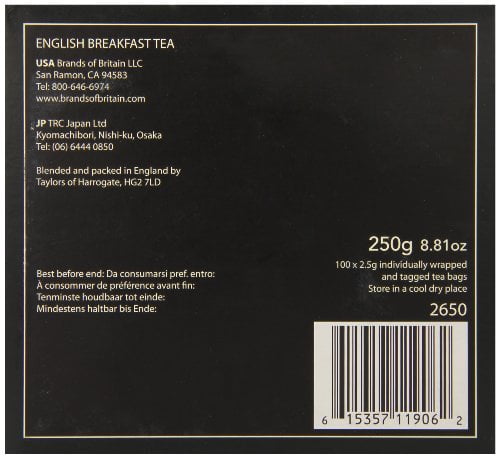 ENGLISH BREAKFAST TEA
USA Brands of Britain LLC
San Ramon, CA 94583
Tel: 800-646-6974
www.brandsofbritain.com
JP TRC Japan Ltd
Kyomachibori, Nishi-ku, Osaka
Tel: (06) 6444 0850
Blended and packed in England by
Taylors of Harrogate, HG2 7LD
250g 8.81oz
100 x 2.5g individually wrapped
and tagged tea bags
Store in a cool dry place
2650
Best before end: Da consumarsi pref. entro:
À consommer de préférence avant fin:
Tenminste houdbaar tot einde:
Mindestens haltbar bis Ende:
6 15357 11906 2